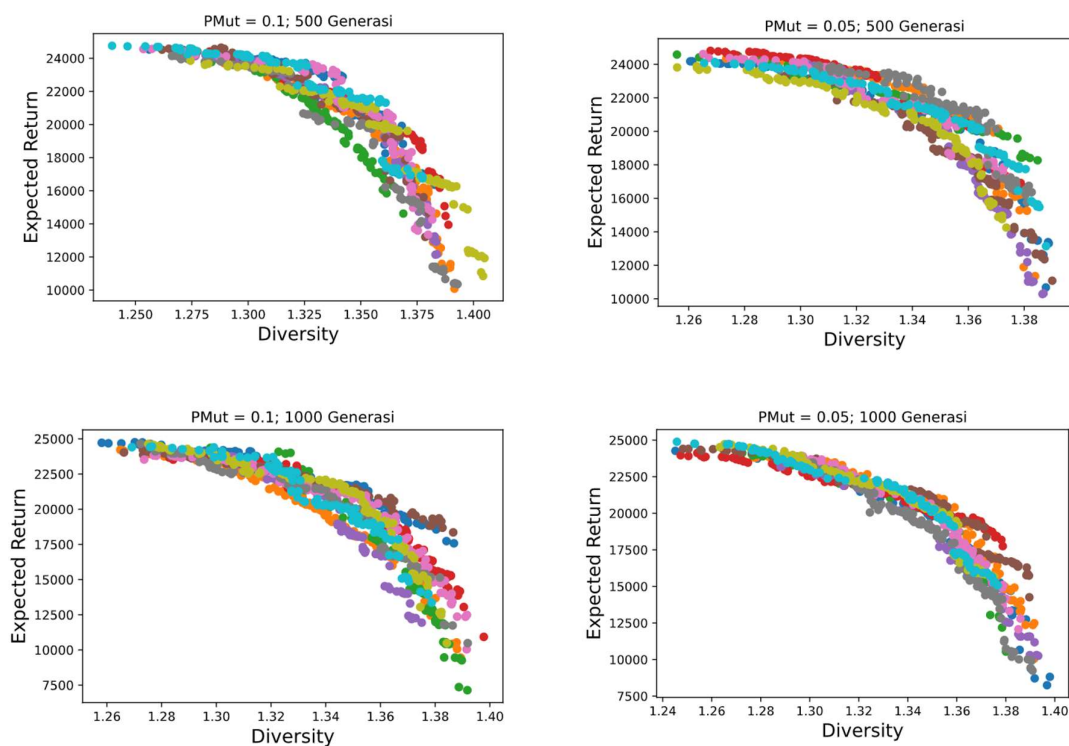 PMut = 0.1; 500 Generasi
Expected Return
24000
22000
20000
18000
16000
14000
12000
10000
1.250 1.275 1.300 1.325 1.350 1.375 1.400
Diversity
PMut = 0.05; 500 Generasi
Expected Return
24000
22000
20000
18000
16000
14000
12000
10000
1.26 1.28 1.30 1.32 1.34 1.36 1.38
Diversity
PMut = 0.1; 1000 Generasi
Expected Return
25000
22500
20000
17500
15000
12500
10000
7500
1.26 1.28 1.30 1.32 1.34 1.36 1.38 1.40
Diversity
PMut = 0.05; 1000 Generasi
Expected Return
25000
22500
20000
17500
15000
12500
10000
7500
1.24 1.26 1.28 1.30 1.32 1.34 1.36 1.38 1.40
Diversity